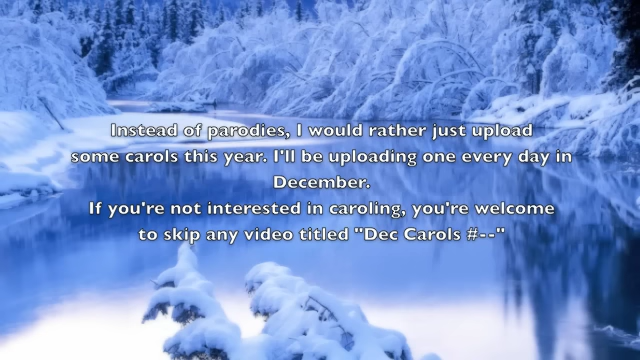 Instead of parodies, I would rather just upload
some carols this year. I'll be uploading one every day in
December.
If you're not interested in caroling, you're welcome
to skip any video titled "Dec Carols #--"